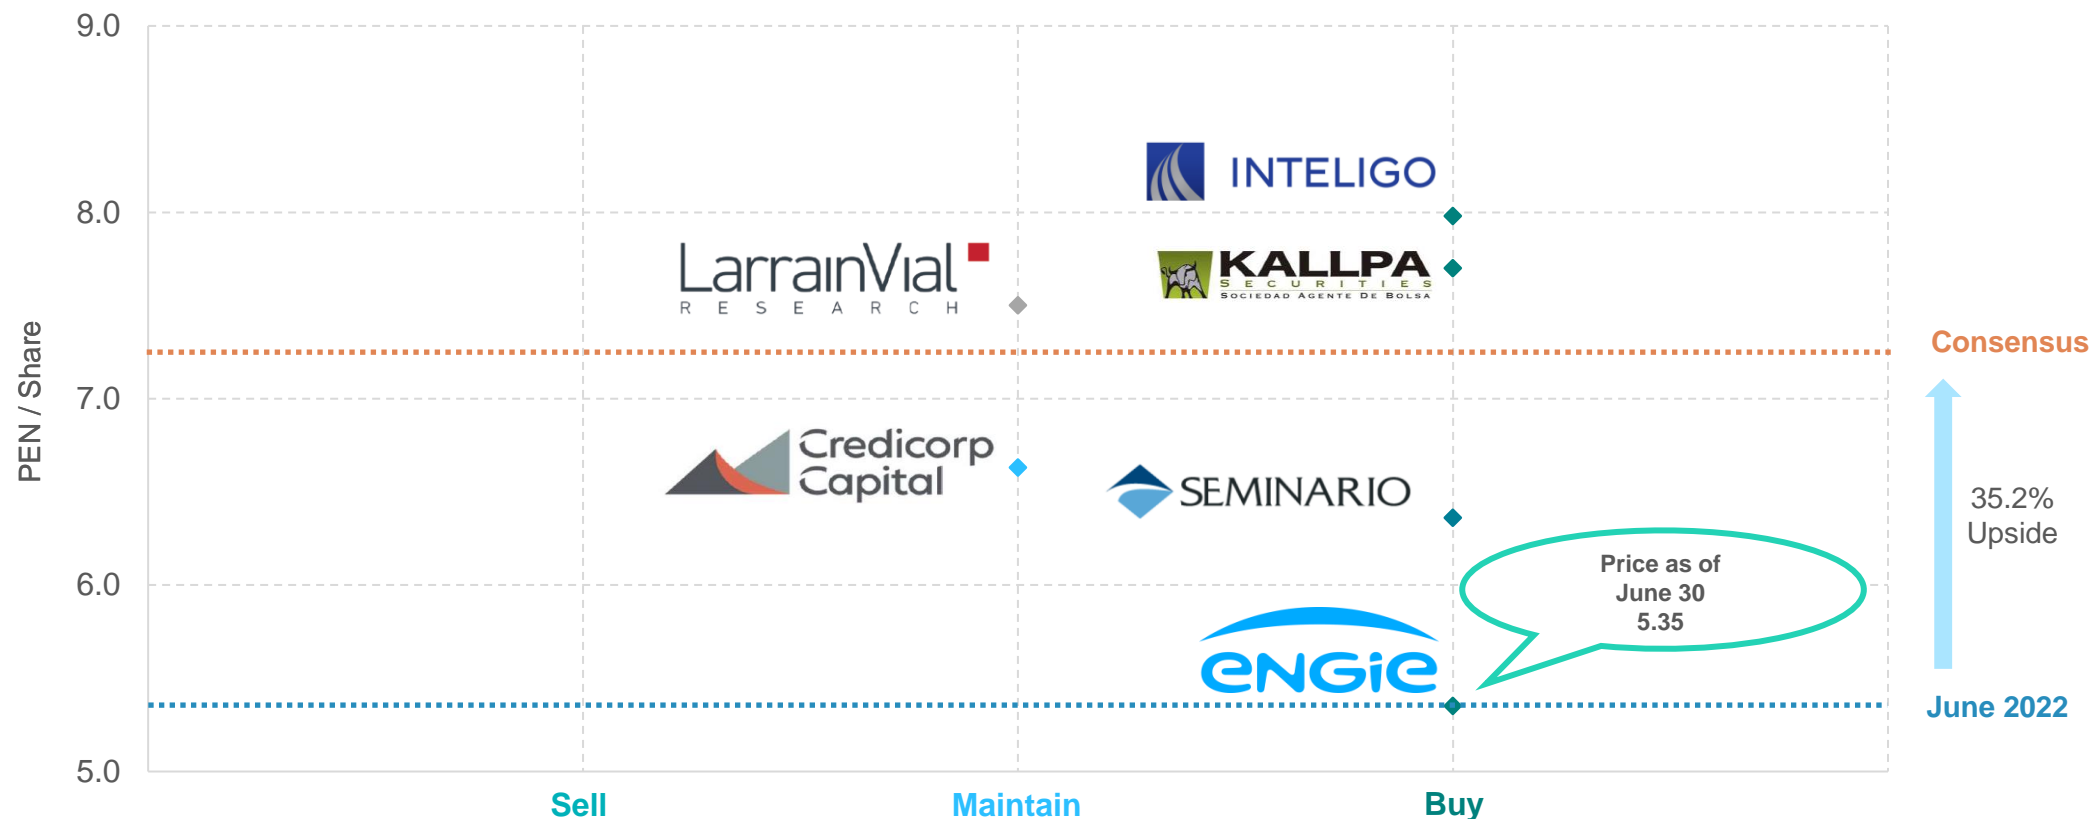 9.0
8.0
7.0
6.0
5.0
PEN / Share
INTELIGO
LarrainVial
RESEARCH
KALLPA
SECURITIES
SOCIEDAD AGENTE DE BOLSA
Consensus
Credicorp
Capital
SEMINARIO
35.2%
Upside
Price as of
June 30
5.35
ENGiE
June 2022
Sell
Maintain
Buy